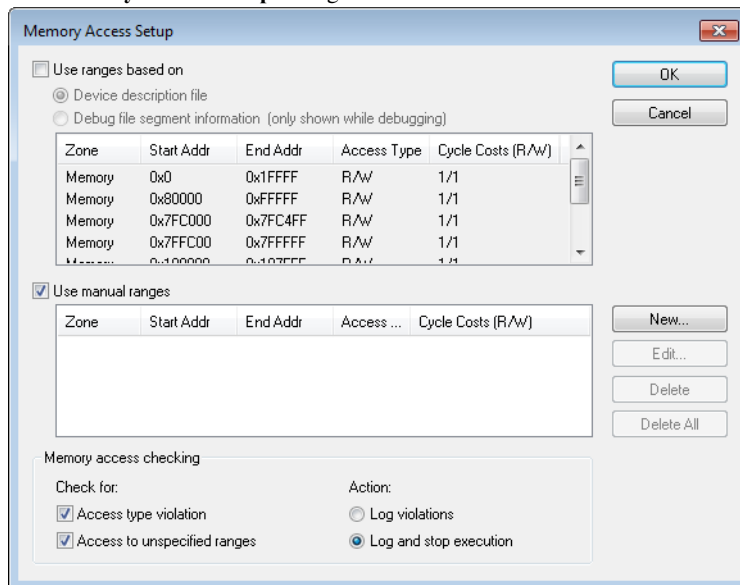 Memory Access Setup
Use ranges based on
OK
Device description file
Debug file segment information (only shown while debugging)
Cancel
Zone Start Addr End Addr Access Type Cycle Costs (R/W)
Memory 0x0 0x1FFFF R/W 1/1
Memory 0x80000 0xFFFFF R/W 1/1
Memory 0x7FC000 0x7FC4FF R/W 1/1
Memory 0x7FFC00 0x7FFFFF R/W 1/1
Use manual ranges
Zone Start Addr End Addr Access ... Cycle Costs (R/W)
New...
Edit...
Delete
Delete All
Memory access checking
Check for: Action:
Access type violation Log violations
Access to unspecified ranges Log and stop execution